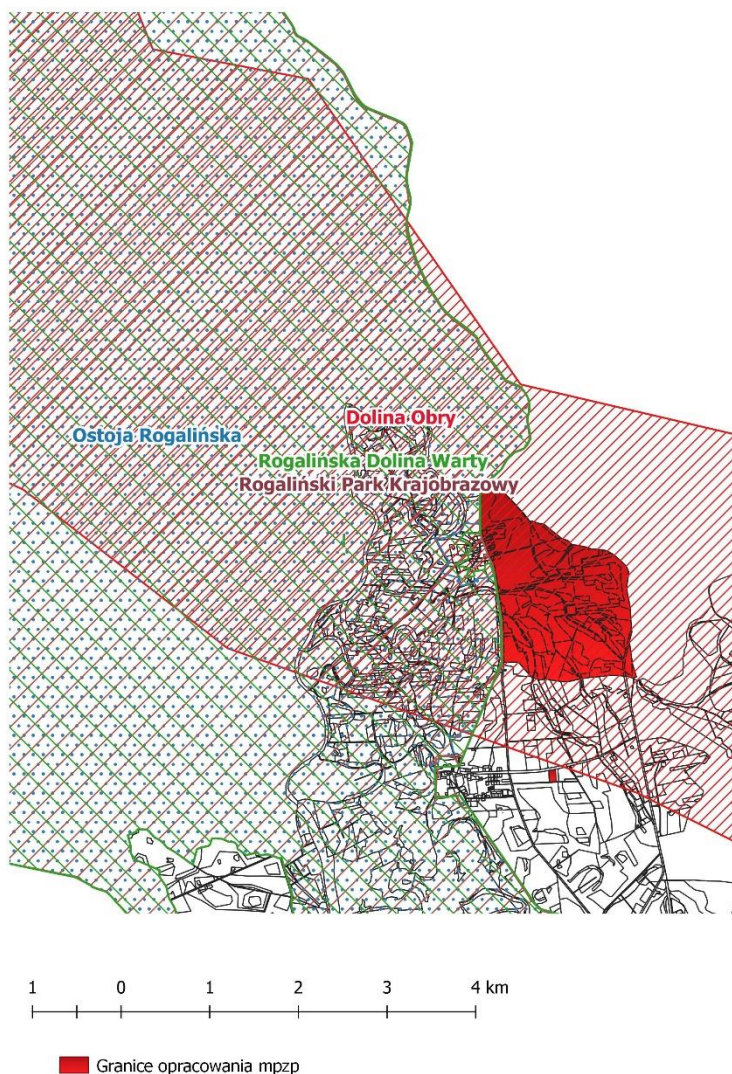 Dolina Obry
Ostoja Rogalińska
Rogalińska Dolina Warty
Rogaliński Park Krajobrazowy
1 0 1 2 3 4 km
Granice opracowania mpzp